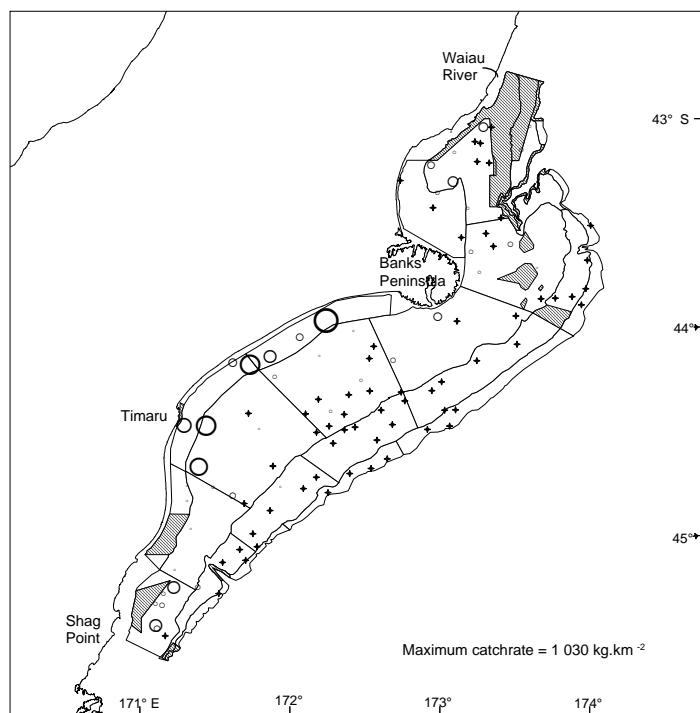 Waiau
River
43° S
Banks
Peninsula
44°
Timaru
45°
Shag
Point
Maximum catchrate = 1 030 kg.km -2
171° E
172°
173°
174°